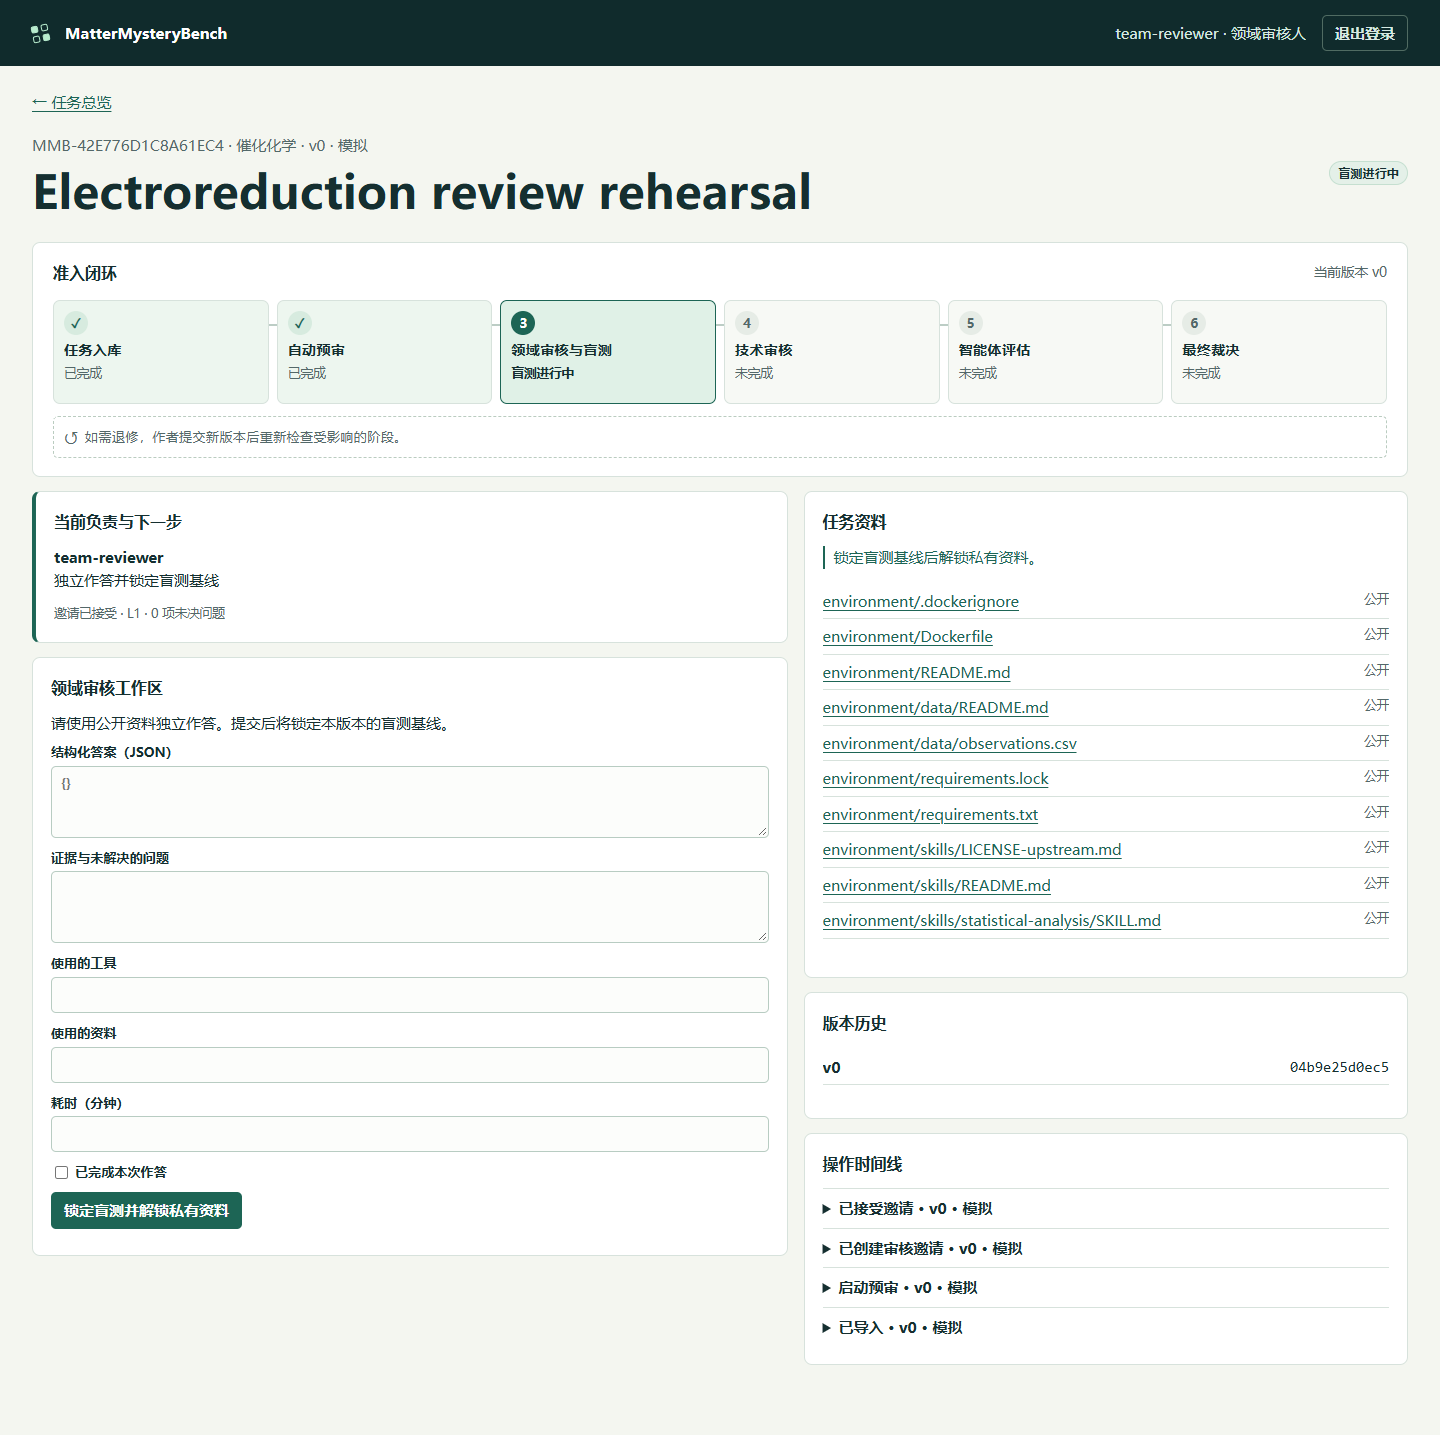 MatterMysteryBench
team-reviewer · 领域审核人
退出登录
← 任务总览
MMB-42E776D1C8A61EC4 · 催化化学 · v0 · 模拟
Electroreduction review rehearsal
盲测进行中
准入闭环
当前版本 v0
✓
任务入库
已完成
✓
自动预审
已完成
3
领域审核与盲测
盲测进行中
4
技术审核
未完成
5
智能体评估
未完成
6
最终裁决
未完成
↺ 如需退修，作者提交新版本后重新检查受影响的阶段。
当前负责与下一步
team-reviewer
独立作答并锁定盲测基线
邀请已接受 · L1 · 0 项未决问题
领域审核工作区
请使用公开资料独立作答。提交后将锁定本版本的盲测基线。
结构化答案（JSON）
{}
证据与未解决的问题
使用的工具
使用的资料
耗时（分钟）
已完成本次作答
锁定盲测并解锁私有资料
任务资料
锁定盲测基线后解锁私有资料。
environment/.dockerignore 公开
environment/Dockerfile 公开
environment/README.md 公开
environment/data/README.md 公开
environment/data/observations.csv 公开
environment/requirements.lock 公开
environment/requirements.txt 公开
environment/skills/LICENSE-upstream.md 公开
environment/skills/README.md 公开
environment/skills/statistical-analysis/SKILL.md 公开
版本历史
v0 04b9e25d0ec5
操作时间线
▶ 已接受邀请 • v0 • 模拟
▶ 已创建审核邀请 • v0 • 模拟
▶ 启动预审 • v0 • 模拟
▶ 已导入 • v0 • 模拟